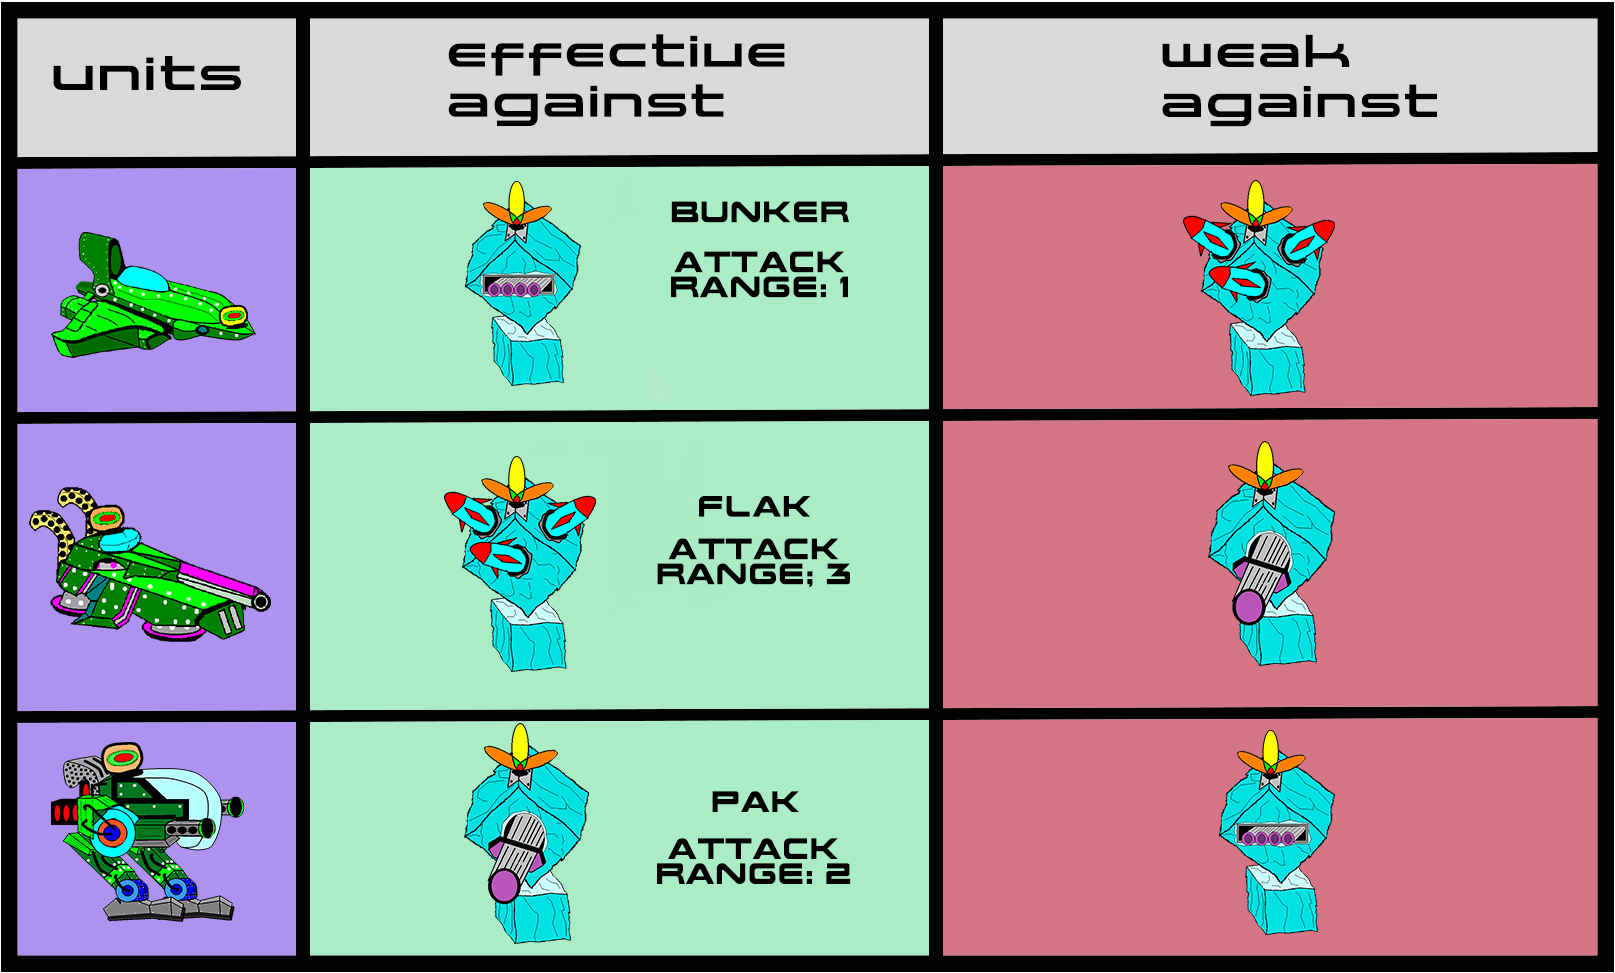 units
effective
against
weak
against
BUNKER
ATTACK
RANGE: 1
FLAK
ATTACK
RANGE; 3
PAK
ATTACK
RANGE: 2